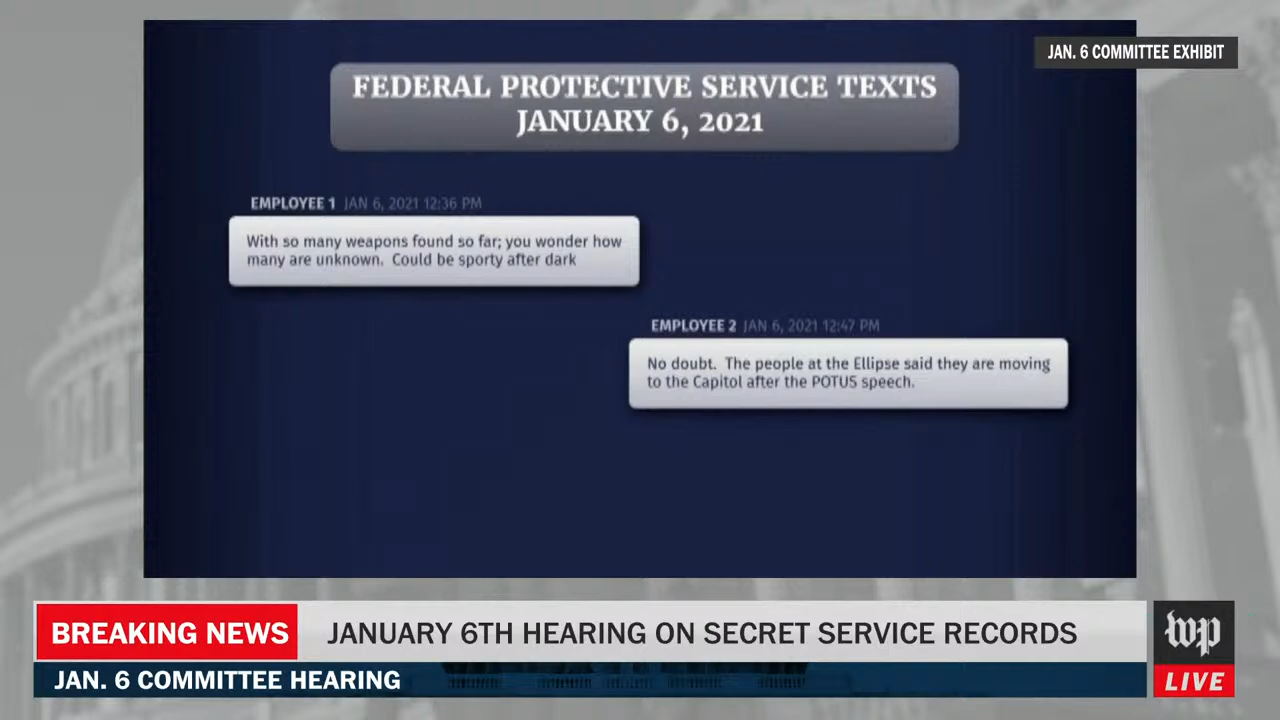 JAN. 6 COMMITTEE EXHIBIT
FEDERAL PROTECTIVE SERVICE TEXTS
JANUARY 6, 2021
EMPLOYEE 1 JAN 6, 2021 12:36 PM
With so many weapons found so far; you wonder how
many are unknown.  Could be sporty after dark
EMPLOYEE 2 JAN 6, 2021 12:47 PM
No doubt.  The people at the Ellipse said they are moving
to the Capitol after the POTUS speech.
BREAKING NEWS
JANUARY 6TH HEARING ON SECRET SERVICE RECORDS
JAN. 6 COMMITTEE HEARING
wp
LIVE